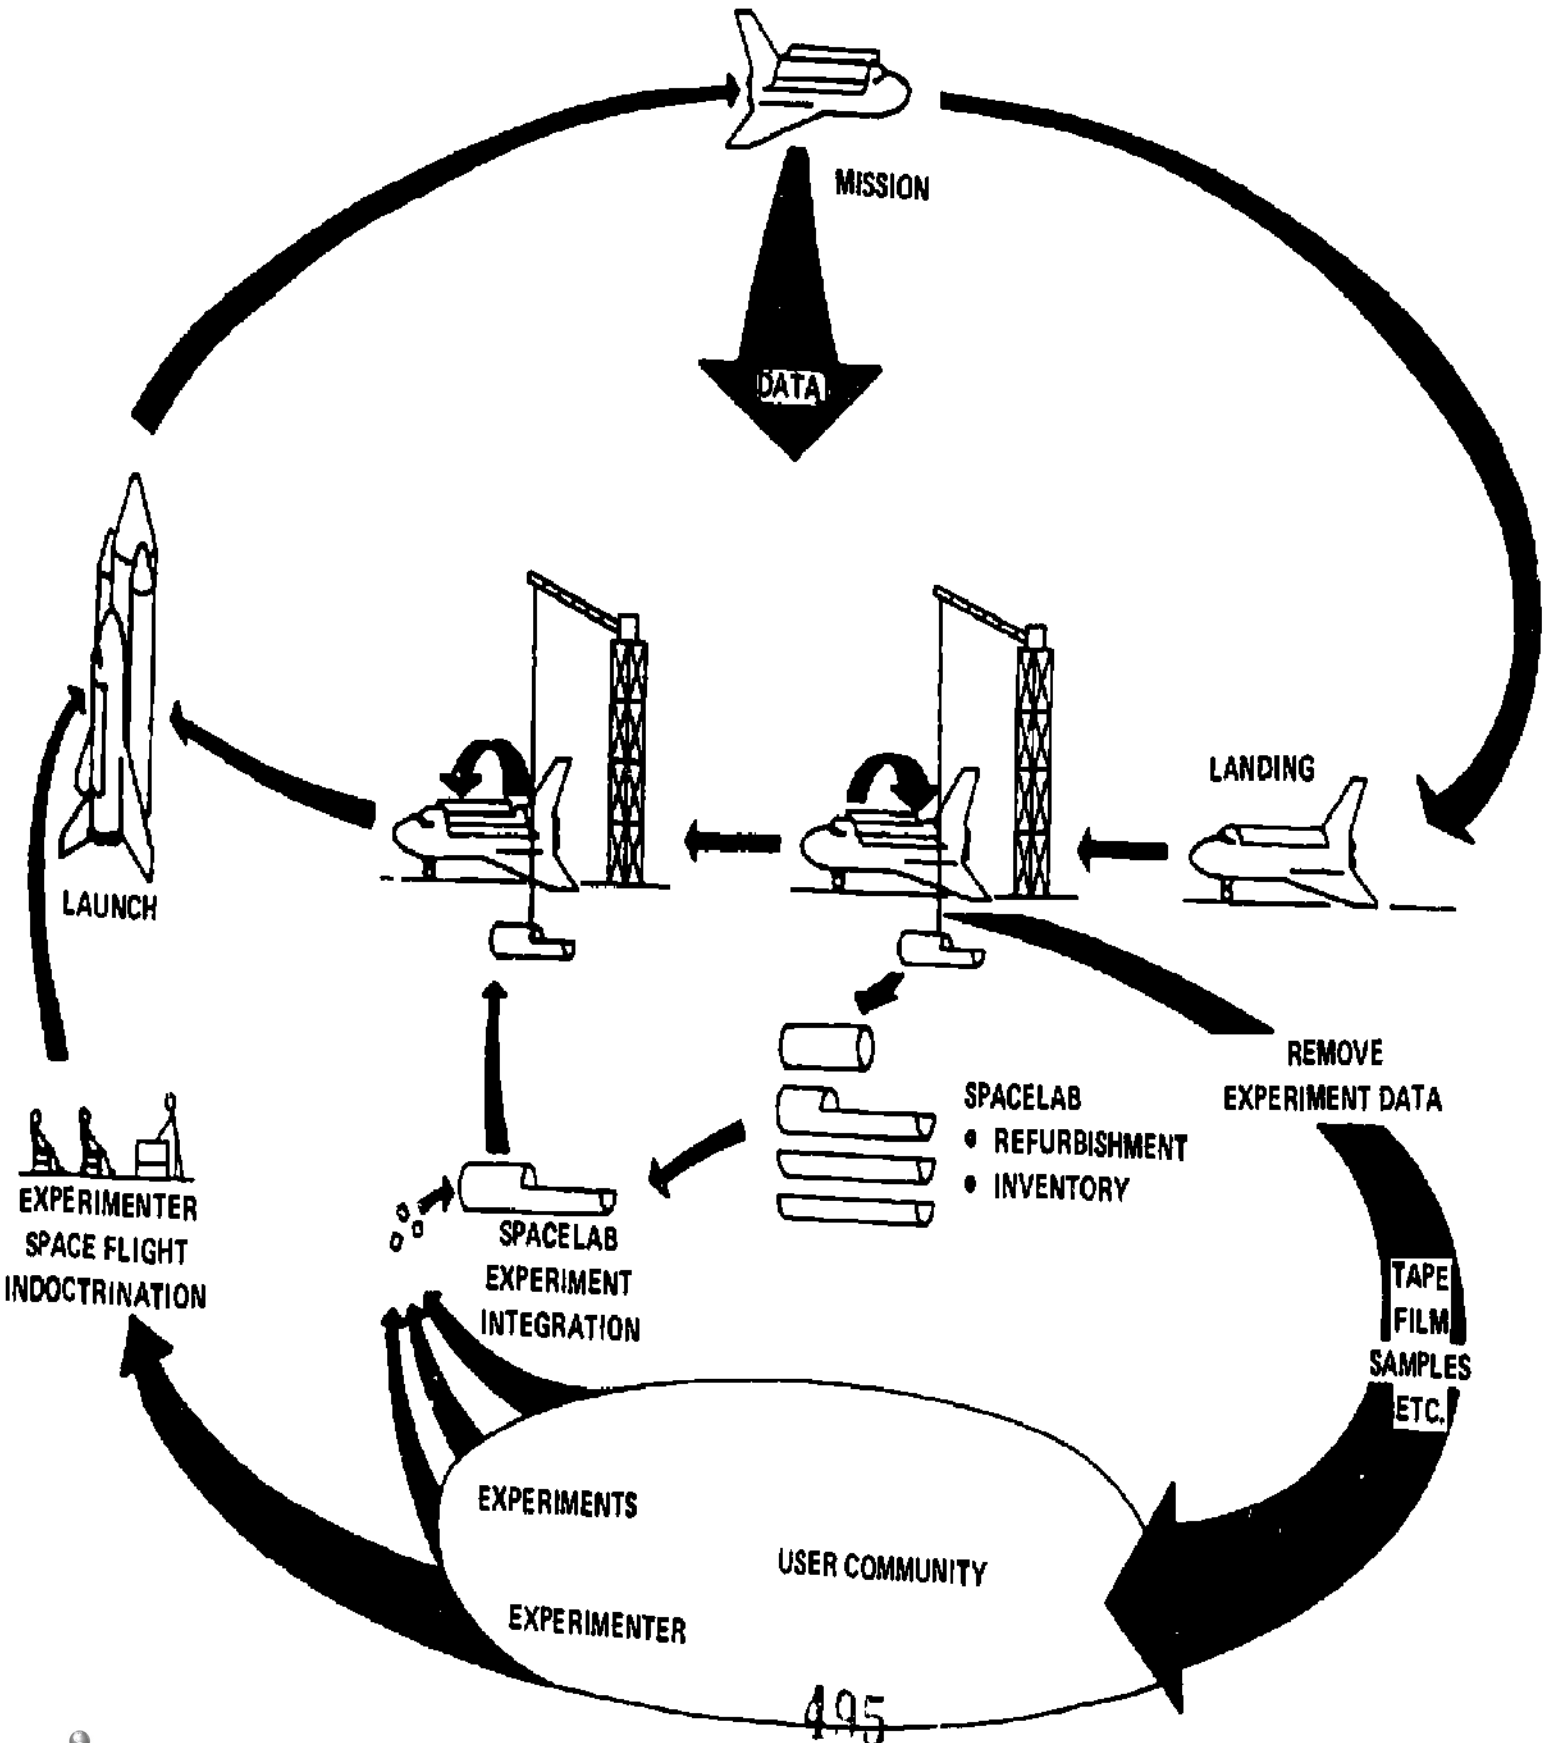 MISSION
DATA
LANDING
LAUNCH
REMOVE
EXPERIMENT DATA
SPACELAB
• REFURBISHMENT
• INVENTORY
EXPERIMENTER
SPACE FLIGHT
INDOCTRINATION
SPACELAB
EXPERIMENT
INTEGRATION
TAPE
FILM
SAMPLES
ETC.
EXPERIMENTS
USER COMMUNITY
EXPERIMENTER
495